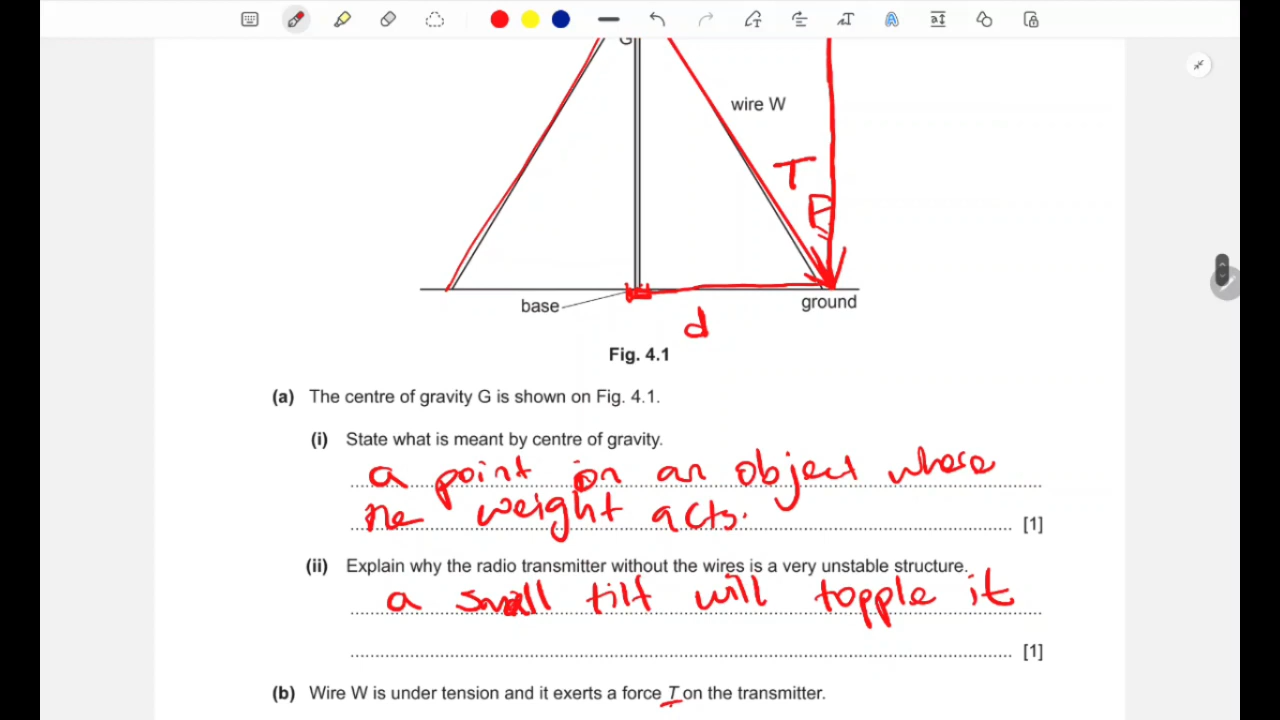 G
wire W
T
F
base
ground
d
Fig. 4.1
(a) The centre of gravity G is shown on Fig. 4.1.
(i) State what is meant by centre of gravity.
a point on an object where
the weight acts.
[1]
(ii) Explain why the radio transmitter without the wires is a very unstable structure.
a small tilt will topple it
[1]
(b) Wire W is under tension and it exerts a force T on the transmitter.